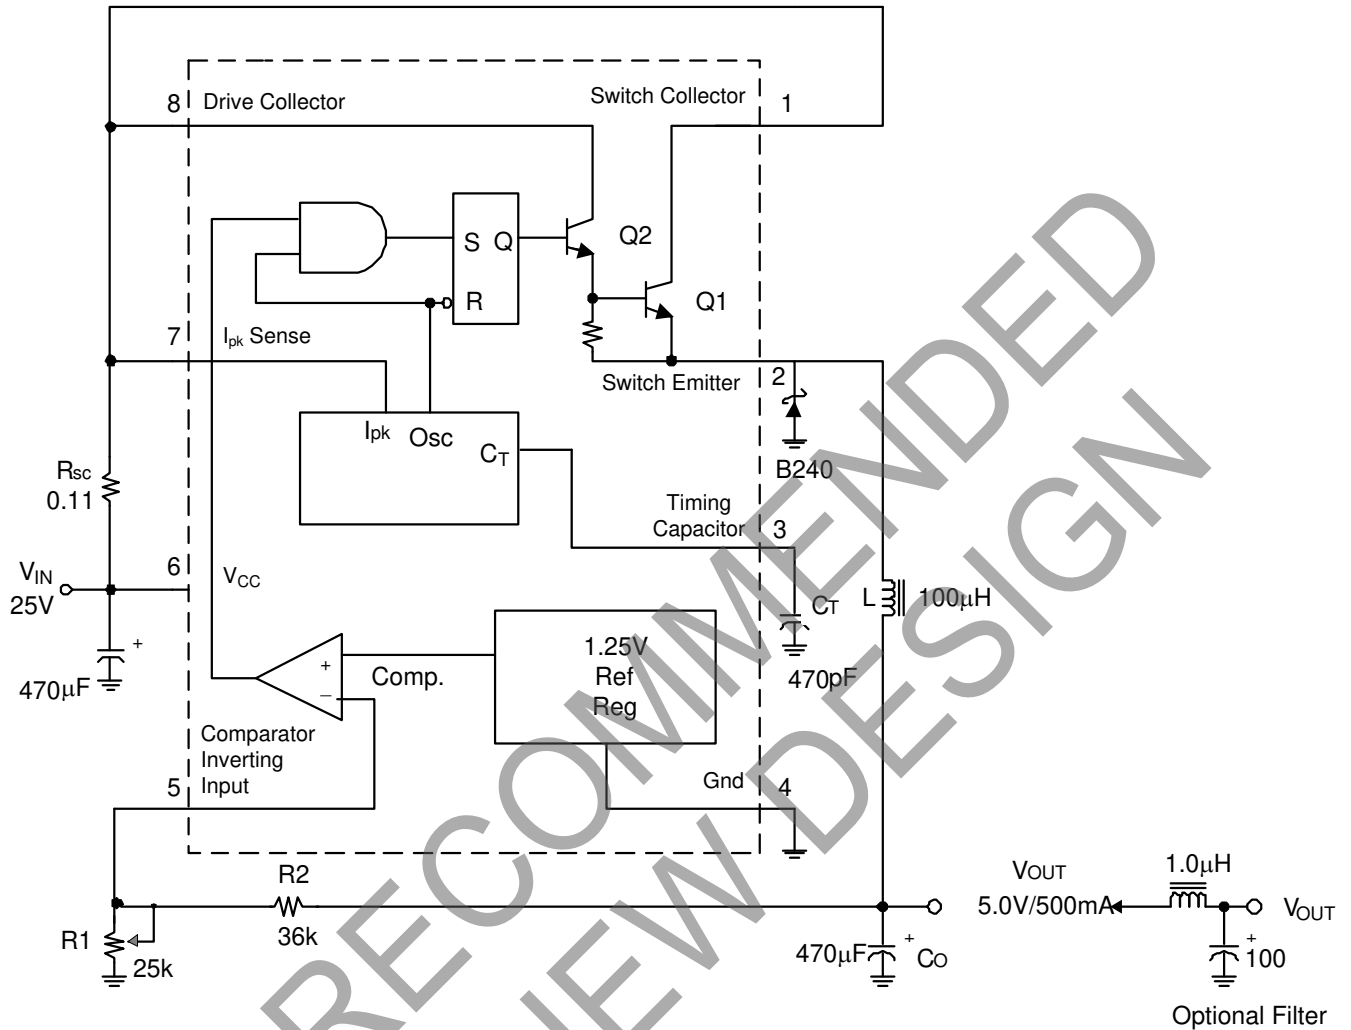 8 Drive Collector
Switch Collector 1
S Q
R
Q2
Q1
7 Ipk Sense
Switch Emitter 2
Ipk Osc
CT
B240
Rsc
0.11
Timing
Capacitor 3
VIN
25V
6
VCC
CT
470pF
L 100µH
+
470µF
+
−
Comp.
1.25V
Ref
Reg
Comparator
Inverting
Input
5
Gnd 4
R2
36k
R1
25k
VOUT
5.0V/500mA
1.0µH
VOUT
470µF + CO
+
100
Optional Filter
RECOMMENDED
EW DESIGN